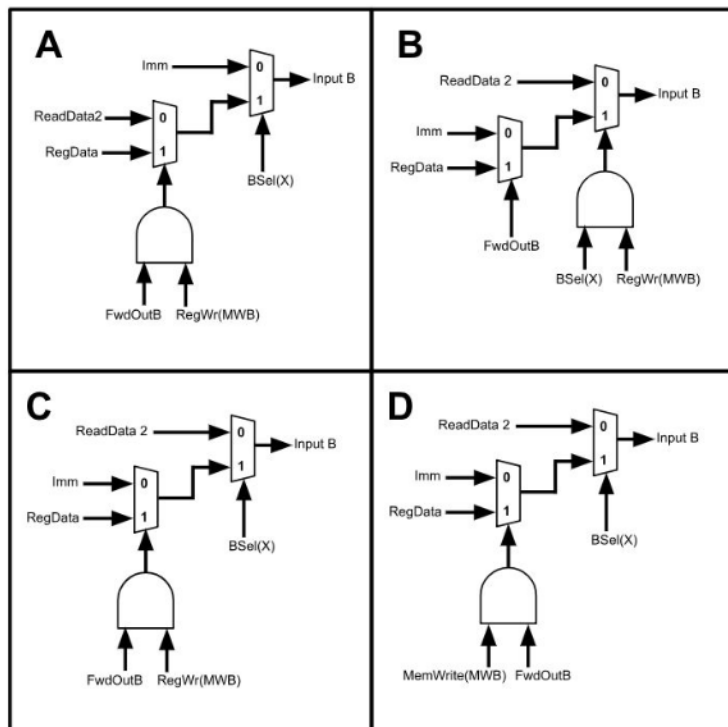 A
Imm
0
Input B
1
ReadData2
0
RegData
1
BSel(X)
FwdOutB
RegWr(MWB)
B
ReadData 2
0
Input B
1
Imm
0
RegData
1
FwdOutB
BSel(X)
RegWr(MWB)
C
ReadData 2
0
Input B
1
Imm
0
RegData
1
BSel(X)
FwdOutB
RegWr(MWB)
D
ReadData 2
0
Input B
1
Imm
0
RegData
1
BSel(X)
MemWrite(MWB)
FwdOutB